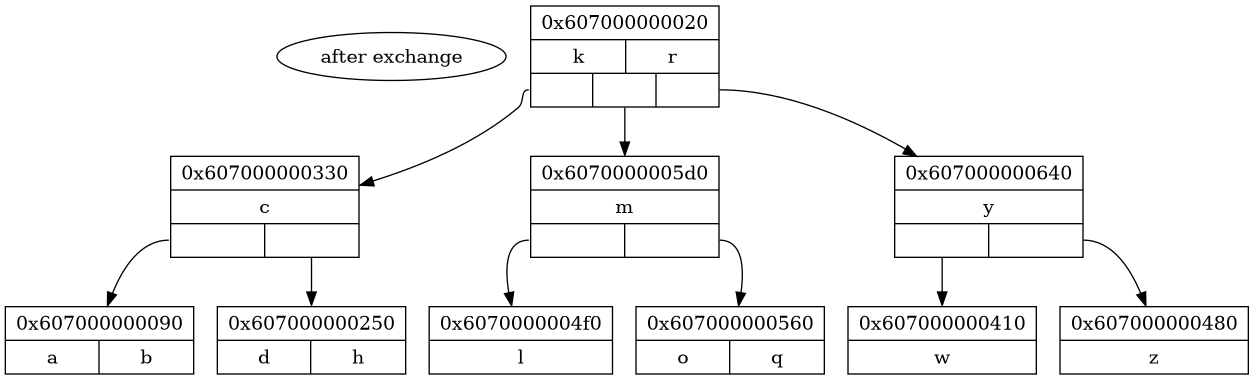 after exchange
0x607000000020
k r
0x607000000330
c
0x6070000005d0
m
0x607000000640
y
0x607000000090
a b
0x607000000250
d h
0x6070000004f0
l
0x607000000560
o q
0x607000000410
w
0x607000000480
z